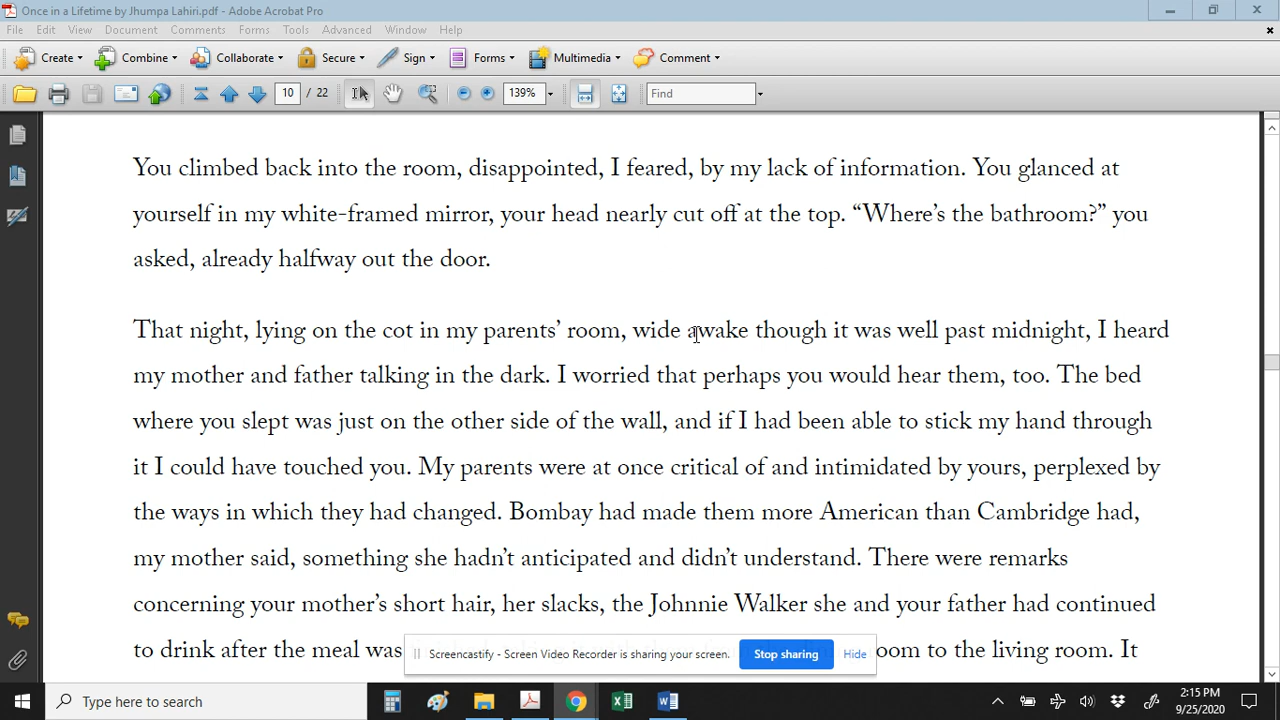 Once in a Lifetime by Jhumpa Lahiri.pdf - Adobe Acrobat Pro
File Edit View Document Comments Forms Tools Advanced Window Help
Create Combine Collaborate Secure Sign Forms Multimedia Comment
10 / 22 139% Find
You climbed back into the room, disappointed, I feared, by my lack of information. You glanced at
yourself in my white-framed mirror, your head nearly cut off at the top. “Where’s the bathroom?” you
asked, already halfway out the door.
That night, lying on the cot in my parents’ room, wide awake though it was well past midnight, I heard
my mother and father talking in the dark. I worried that perhaps you would hear them, too. The bed
where you slept was just on the other side of the wall, and if I had been able to stick my hand through
it I could have touched you. My parents were at once critical of and intimidated by yours, perplexed by
the ways in which they had changed. Bombay had made them more American than Cambridge had,
my mother said, something she hadn’t anticipated and didn’t understand. There were remarks
concerning your mother’s short hair, her slacks, the Johnnie Walker she and your father had continued
to drink after the meal was oom to the living room. It
Screencastify - Screen Video Recorder is sharing your screen. Stop sharing Hide
Type here to search
2:15 PM
9/25/2020